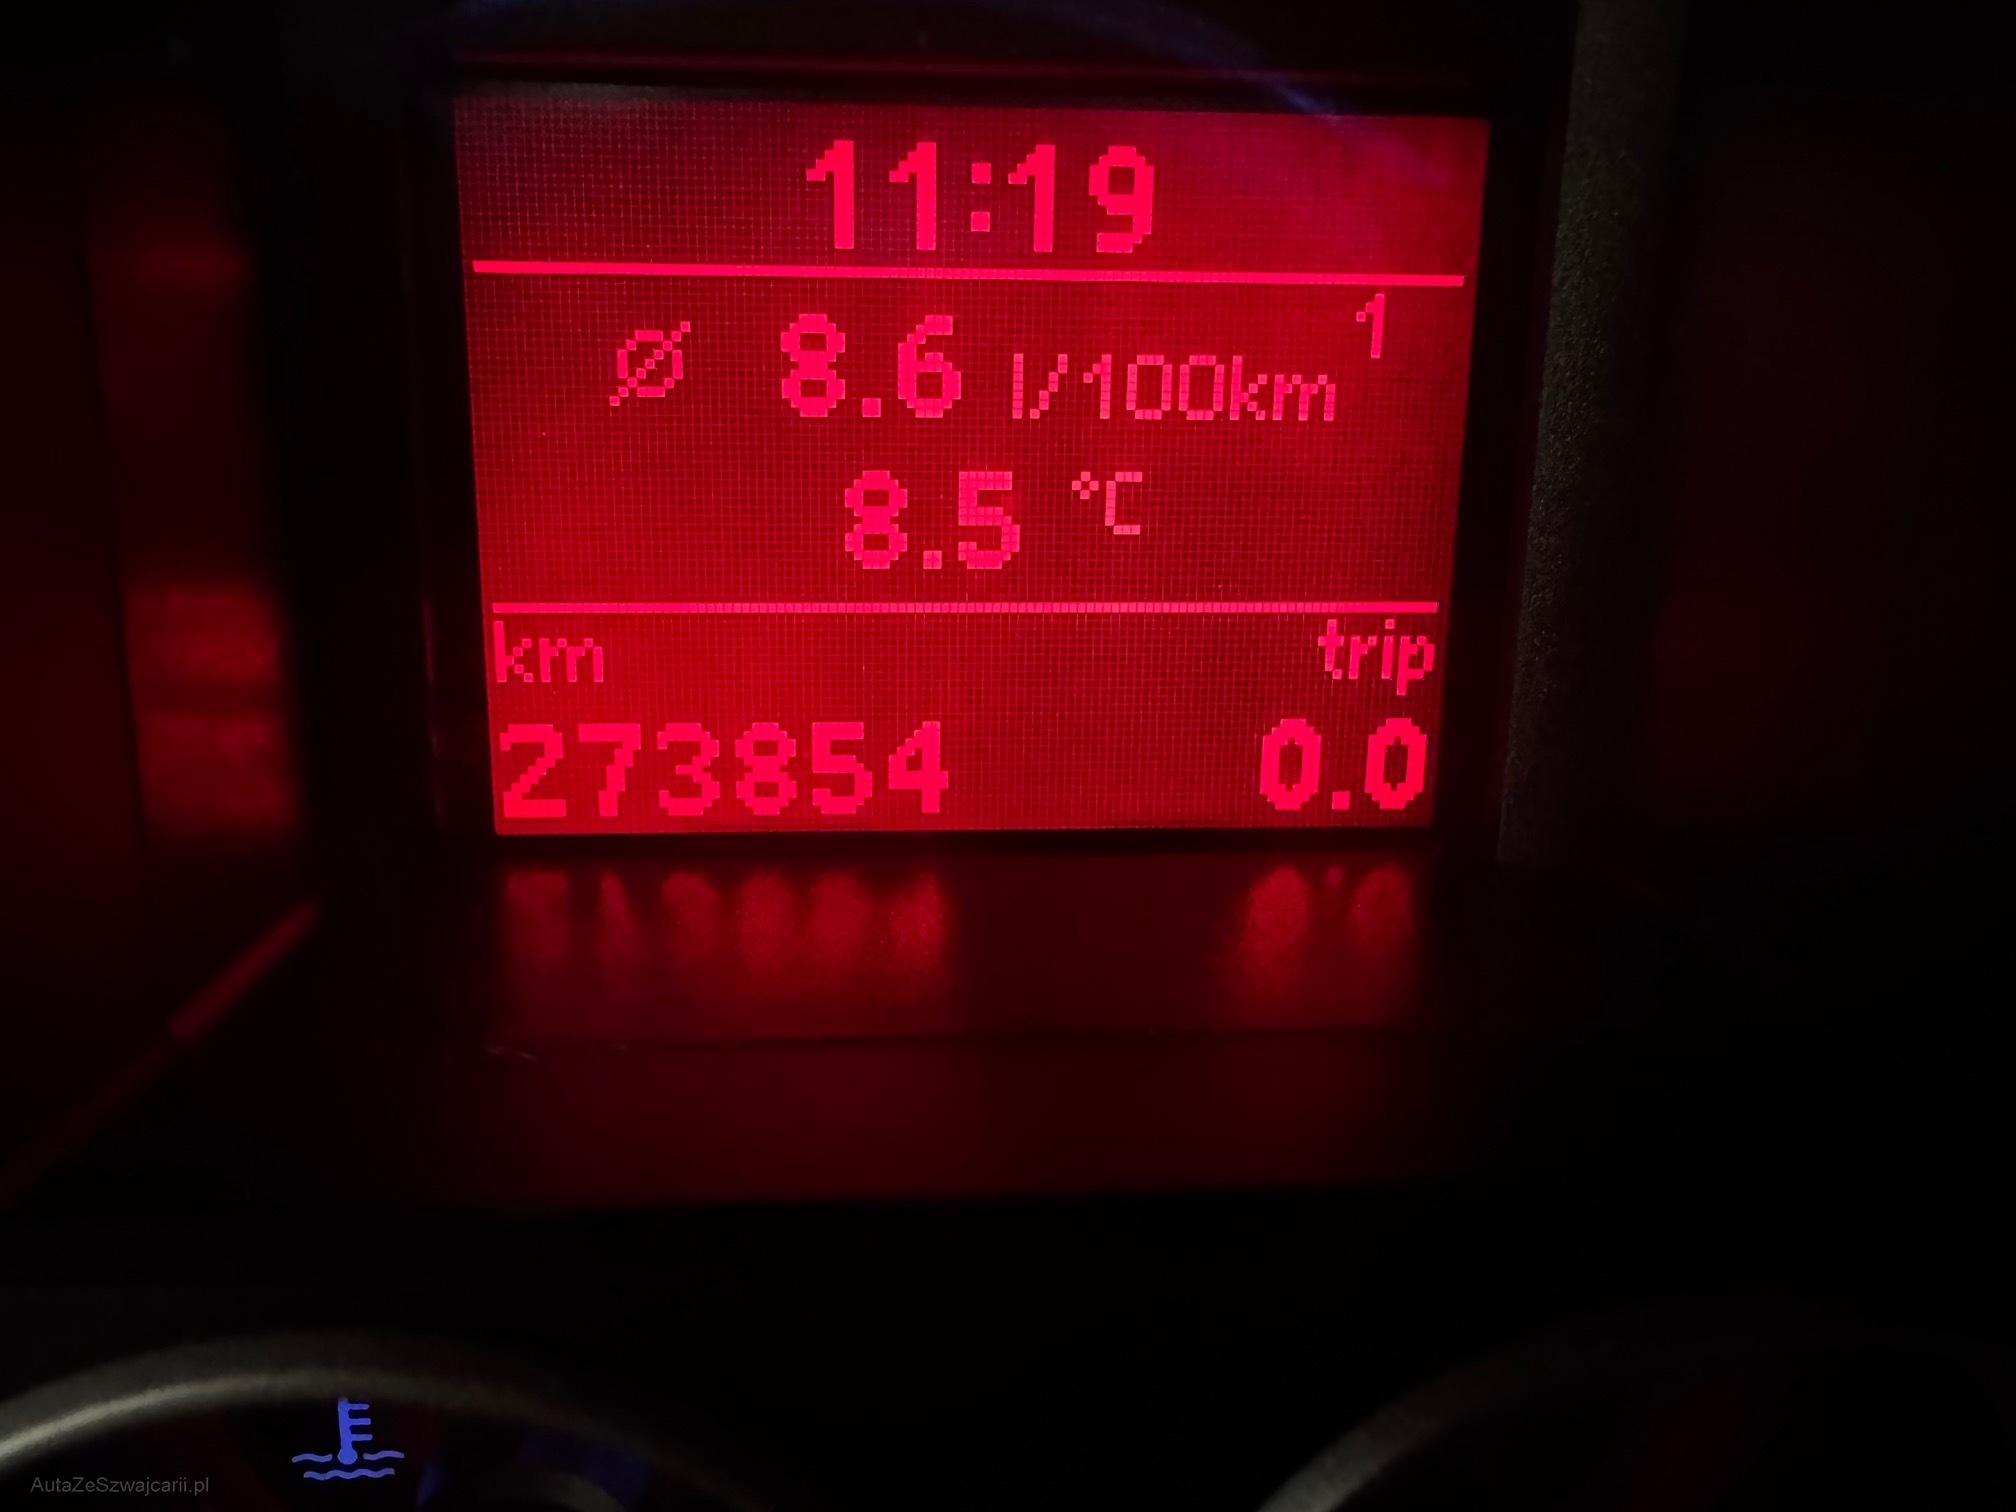 11:19
1
Ø 8.6 l/100km
8.5 °C
km trip
273854 0.0
AutaZeSzwajcarii.pl